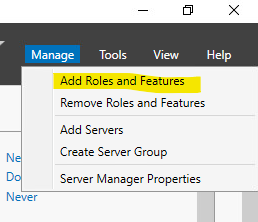 Manage Tools View Help
Add Roles and Features
Remove Roles and Features
Add Servers
Create Server Group
Server Manager Properties
Never